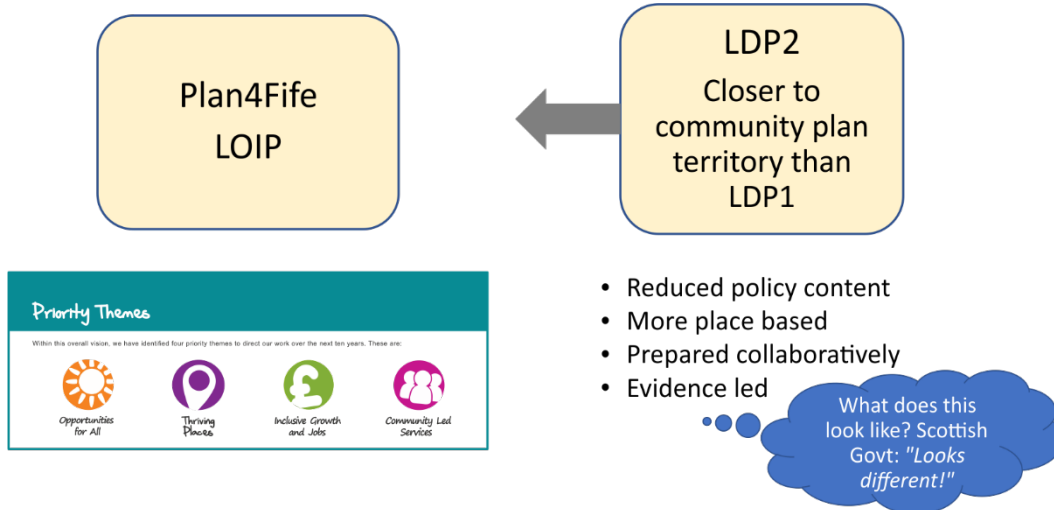 Plan4Fife
LOIP
LDP2
Closer to
community plan
territory than
LDP1
Priority Themes
Within this overall vision, we have identified four priority themes to direct our work over the next ten years. These are:
Opportunities
for All
Thriving
Places
Inclusive Growth
and Jobs
Community Led
Services
• Reduced policy content
• More place based
• Prepared collaboratively
• Evidence led
What does this
look like? Scottish
Govt: "Looks
different!"